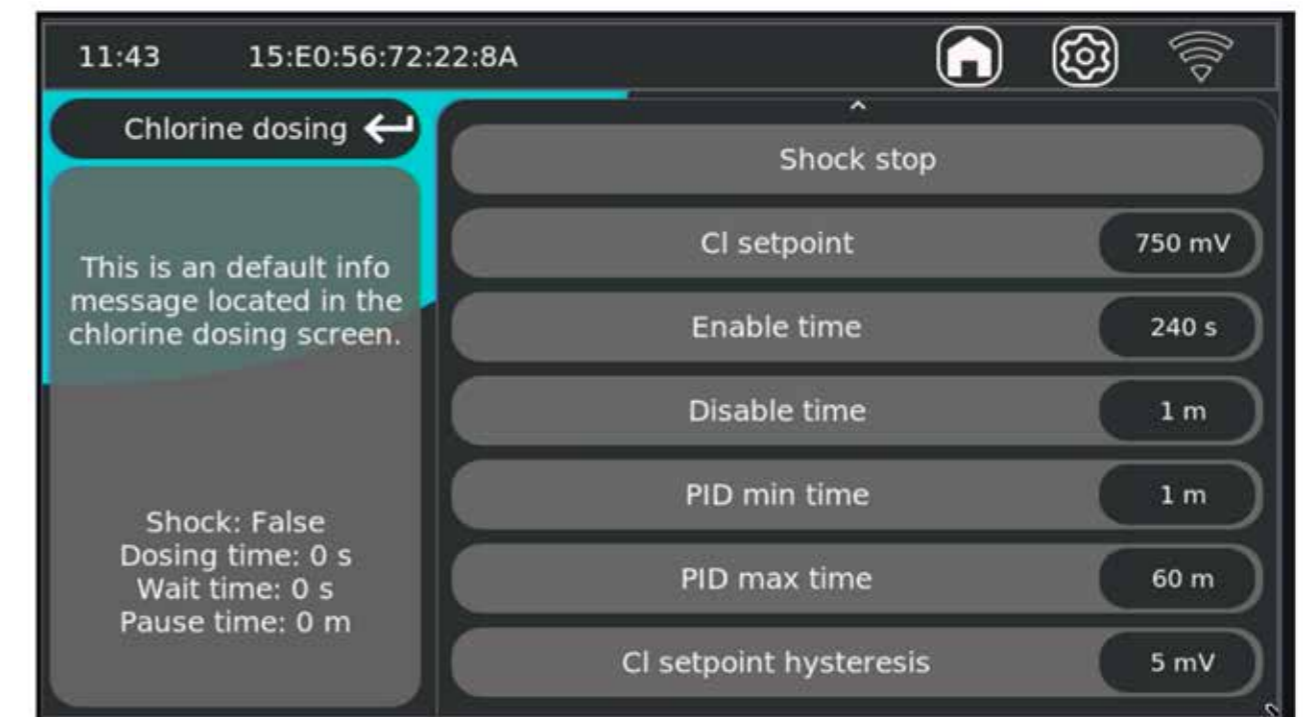 11:43
15:E0:56:72:22:8A
Chlorine dosing
This is an default info
message located in the
chlorine dosing screen.
Shock: False
Dosing time: 0 s
Wait time: 0 s
Pause time: 0 m
Shock stop
Cl setpoint 750 mV
Enable time 240 s
Disable time 1 m
PID min time 1 m
PID max time 60 m
Cl setpoint hysteresis 5 mV